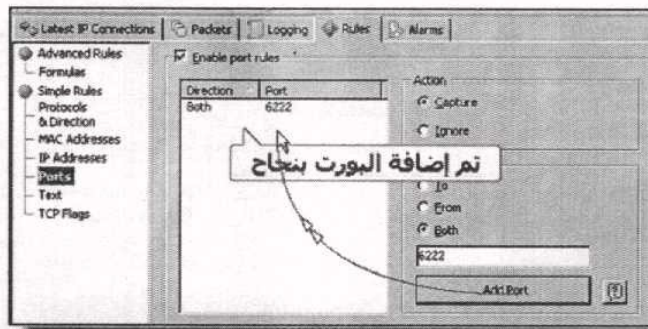 Latest IP Connections
Packets
Logging
Rules
Alarms
Advanced Rules
Formulas
Simple Rules
Protocols
& Direction
MAC Addresses
IP Addresses
Ports
Text
TCP Flags
Enable port rules
Direction Port
Both 6222
Action
Capture
Ignore
تم إضافة البورت بنجاح
To
From
Both
6222
Add Port
?